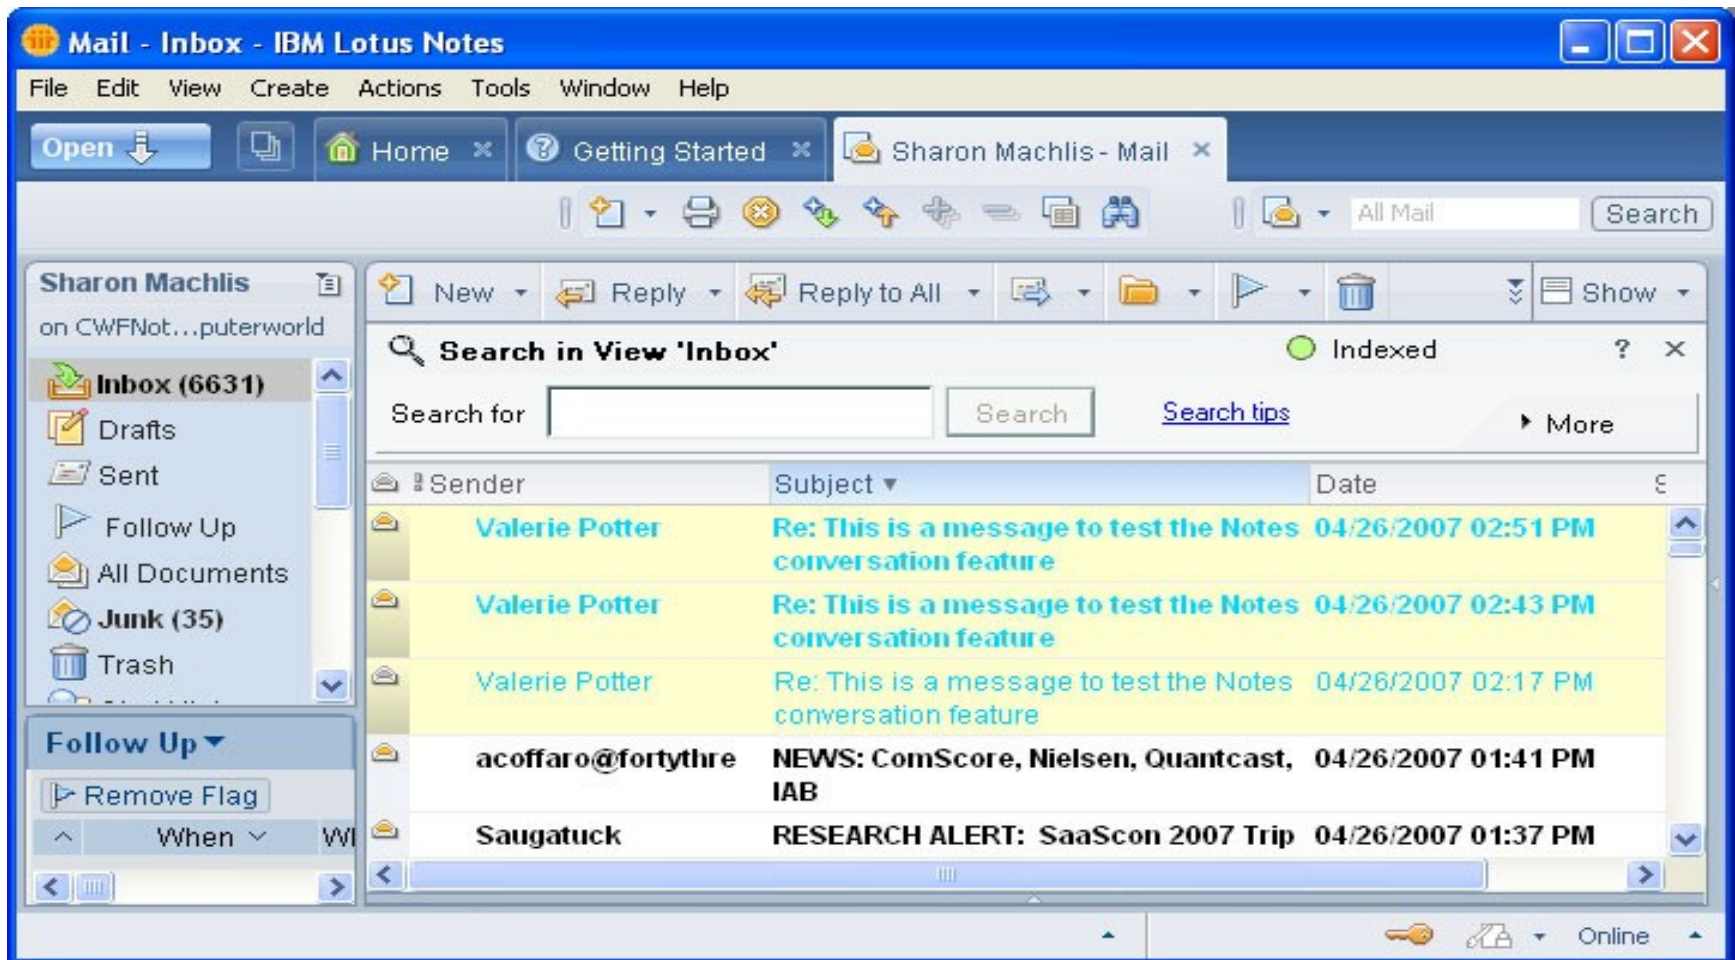 Mail - Inbox - IBM Lotus Notes
File Edit View Create Actions Tools Window Help
Open Home Getting Started Sharon Machlis - Mail
All Mail Search
Sharon Machlis
on CWFNot...puterworld
Inbox (6631)
Drafts
Sent
Follow Up
All Documents
Junk (35)
Trash
Follow Up
Remove Flag
When
New Reply Reply to All Show
Search in View 'Inbox' Indexed ?
Search for Search Search tips More
Sender Subject Date
Valerie Potter Re: This is a message to test the Notes 04/26/2007 02:51 PM
conversation feature
Valerie Potter Re: This is a message to test the Notes 04/26/2007 02:43 PM
conversation feature
Valerie Potter Re: This is a message to test the Notes 04/26/2007 02:17 PM
conversation feature
acoffaro@fortythre NEWS: ComScore, Nielsen, Quantcast, 04/26/2007 01:41 PM
IAB
Saugatuck RESEARCH ALERT: SaaScon 2007 Trip 04/26/2007 01:37 PM
Online